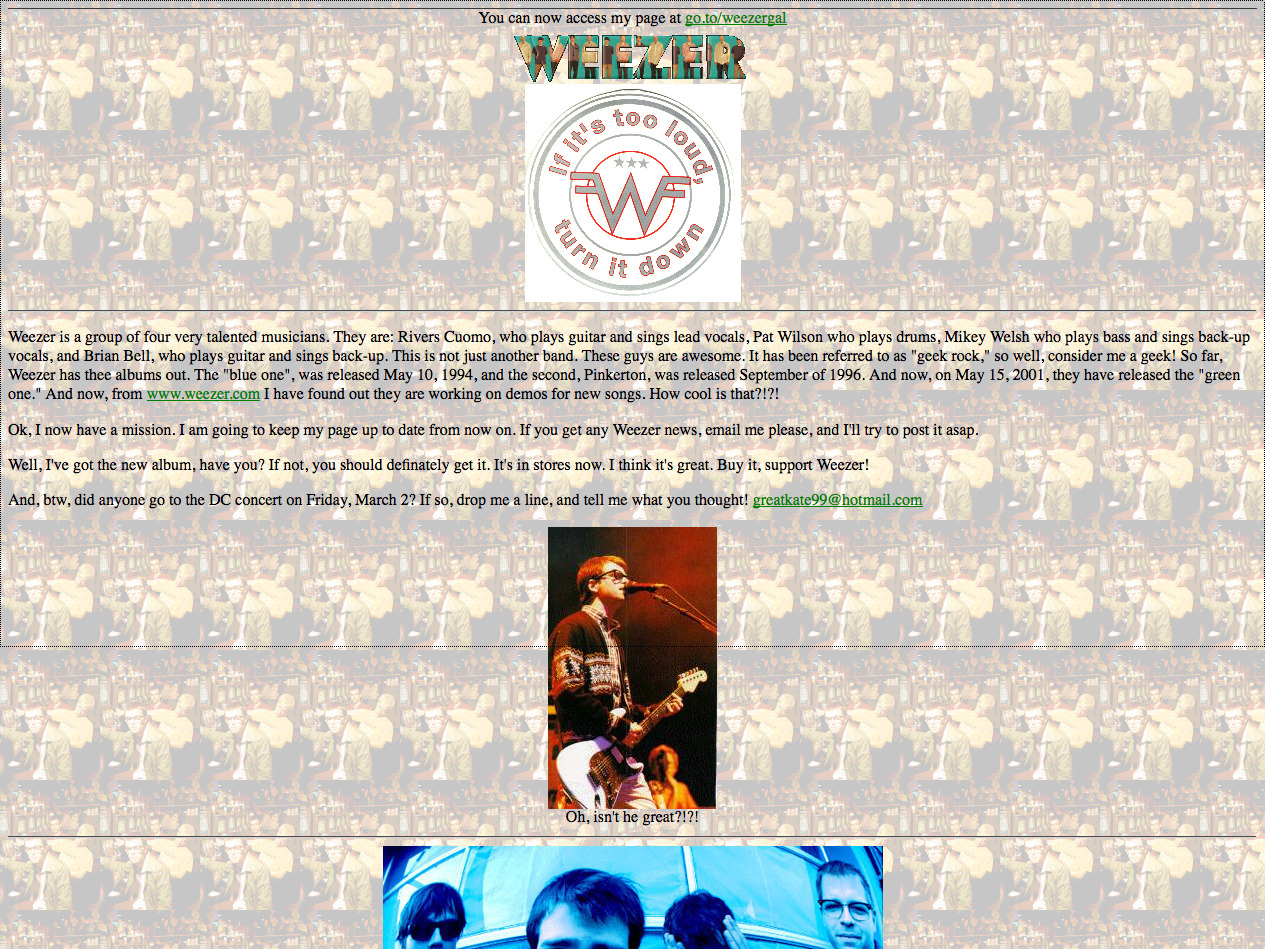 You can now access my page at go.to/weezergal
WEEZER
If it's too loud,
W
turn it down
Weezer is a group of four very talented musicians. They are: Rivers Cuomo, who plays guitar and sings lead vocals, Pat Wilson who plays drums, Mikey Welsh who plays bass and sings back-up
vocals, and Brian Bell, who plays guitar and sings back-up. This is not just another band. These guys are awesome. It has been referred to as "geek rock," so well, consider me a geek! So far,
Weezer has thee albums out. The "blue one", was released May 10, 1994, and the second, Pinkerton, was released September of 1996. And now, on May 15, 2001, they have released the "green
one." And now, from www.weezer.com I have found out they are working on demos for new songs. How cool is that?!?!
Ok, I now have a mission. I am going to keep my page up to date from now on. If you get any Weezer news, email me please, and I'll try to post it asap.
Well, I've got the new album, have you? If not, you should definately get it. It's in stores now. I think it's great. Buy it, support Weezer!
And, btw, did anyone go to the DC concert on Friday, March 2? If so, drop me a line, and tell me what you thought! greatkate99@hotmail.com
Oh, isn't he great?!?!